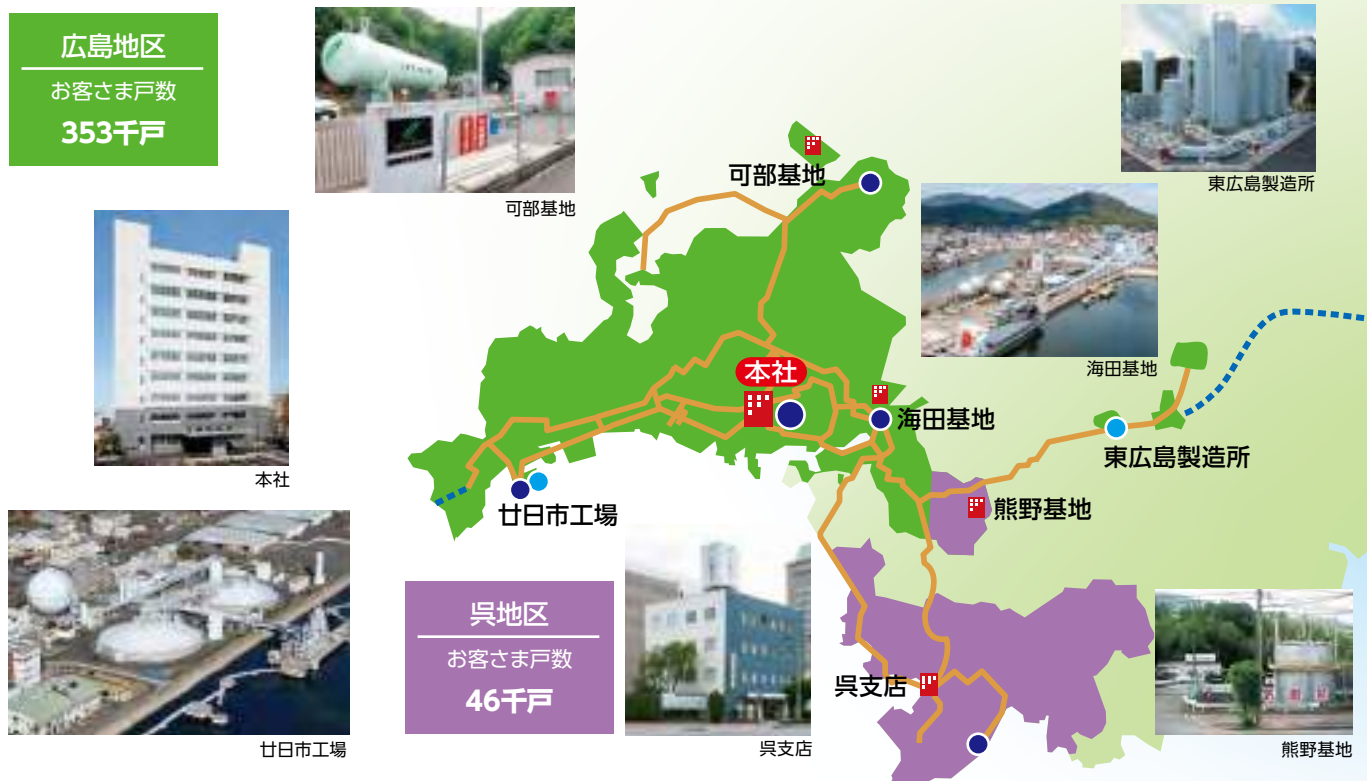 広島地区
お客さま戸数
353千戸
可部基地
東広島製造所
可部基地
本社
海田基地
本社
海田基地
東広島製造所
廿日市工場
熊野基地
呉地区
お客さま戸数
46千戸
呉支店
廿日市工場
呉支店
熊野基地